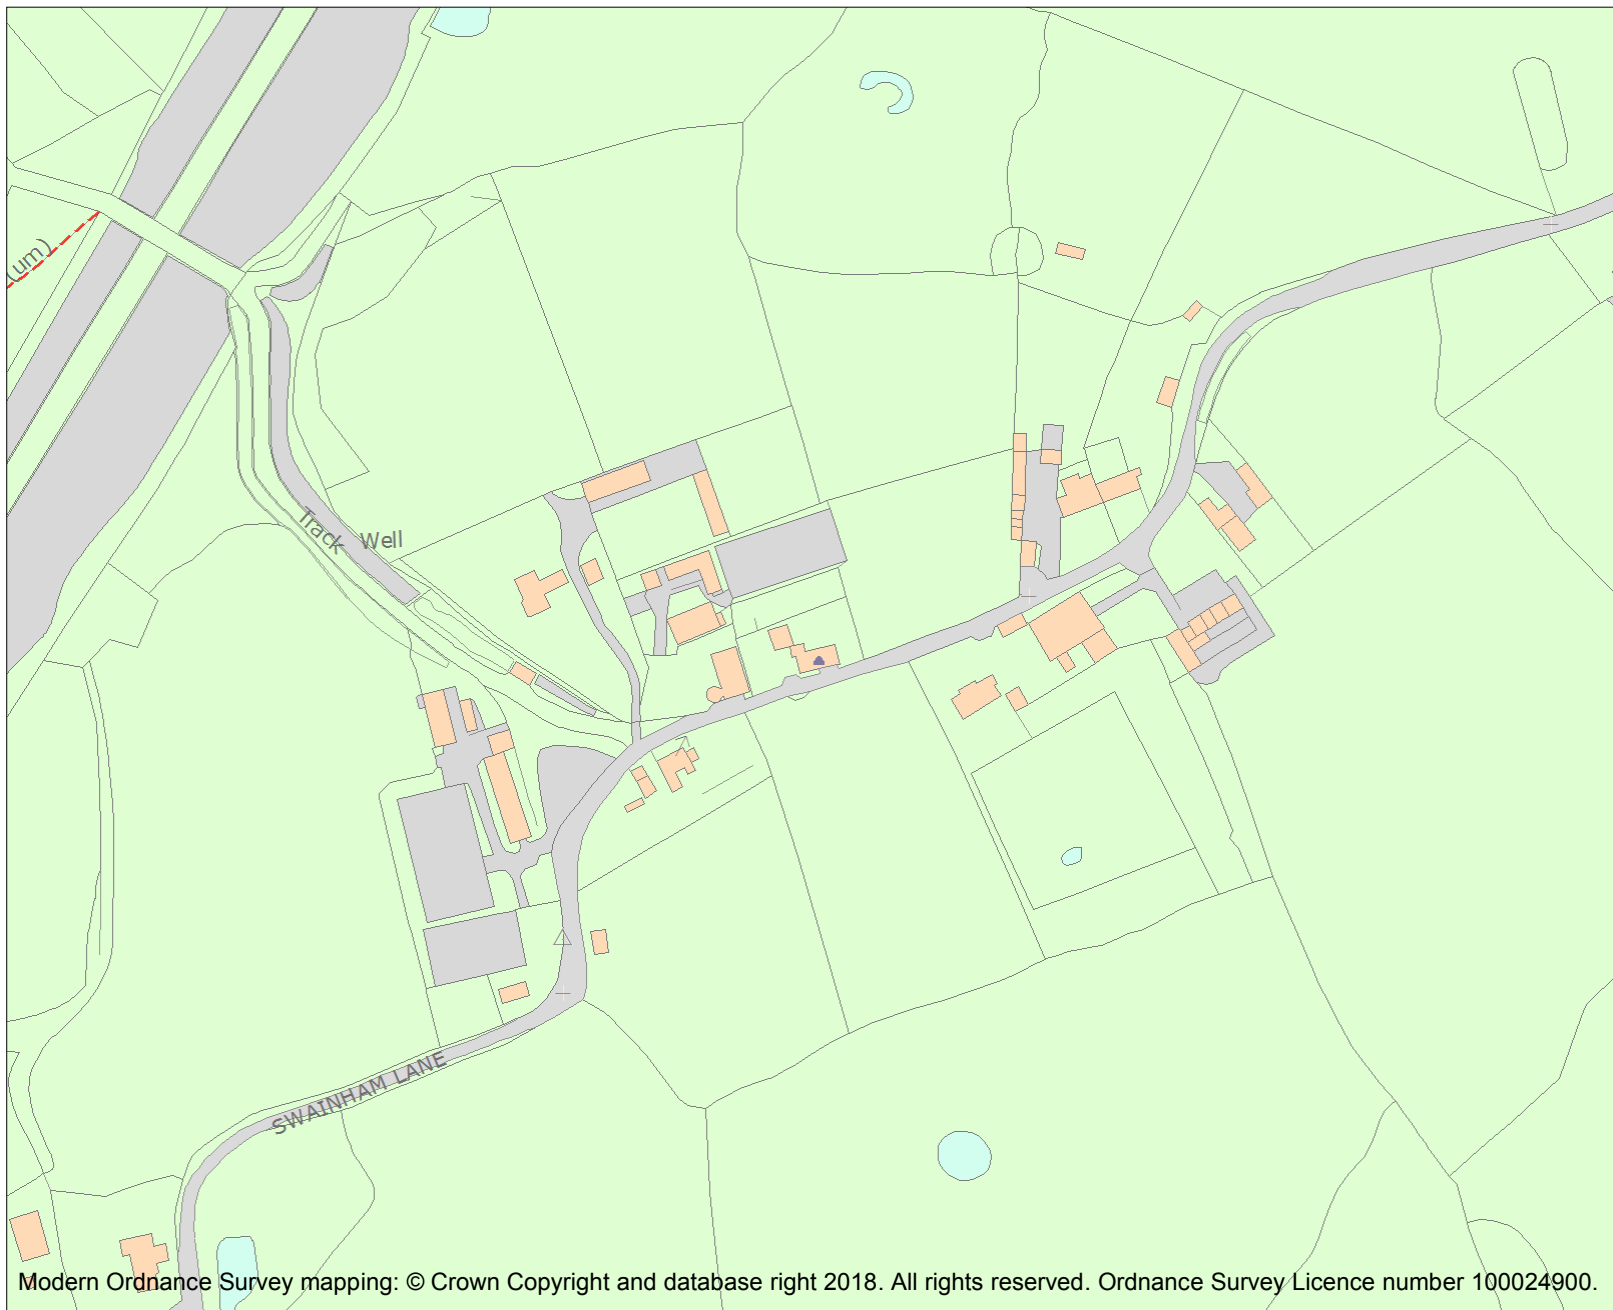 (um)
Track
Well
SWAINHAM LANE
Modern Ordnance Survey mapping: © Crown Copyright and database right 2018. All rights reserved. Ordnance Survey Licence number 100024900.